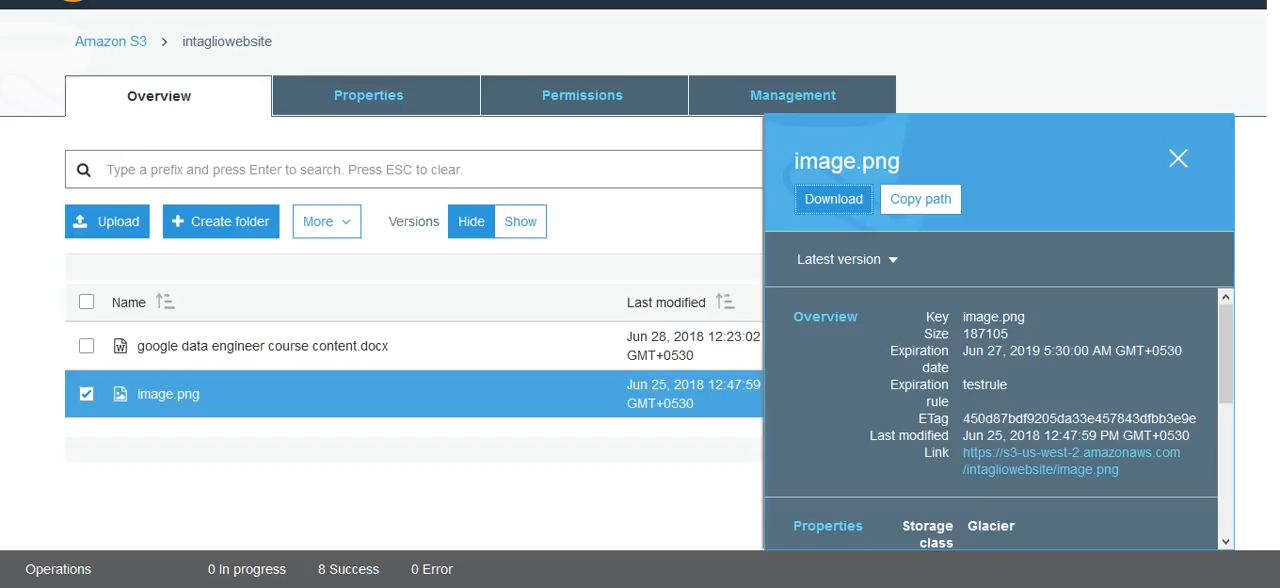 Amazon S3 > intagliowebsite
Overview
Properties
Permissions
Management
Type a prefix and press Enter to search. Press ESC to clear.
Upload
Create folder
More
Versions
Hide
Show
Name
Last modified
google data engineer course content.docx
Jun 28, 2018 12:23:02
GMT+0530
image.png
Jun 25, 2018 12:47:59
GMT+0530
image.png
Download
Copy path
Latest version
Overview
Key image.png
Size 187105
Expiration Jun 27, 2019 5:30:00 AM GMT+0530
date
Expiration testrule
rule
ETag 450d87bdf9205da33e457843dfbb3e9e
Last modified Jun 25, 2018 12:47:59 PM GMT+0530
Link https://s3-us-west-2.amazonaws.com
/intagliowebsite/image.png
Properties
Storage Glacier
class
Operations
0 In progress
8 Success
0 Error